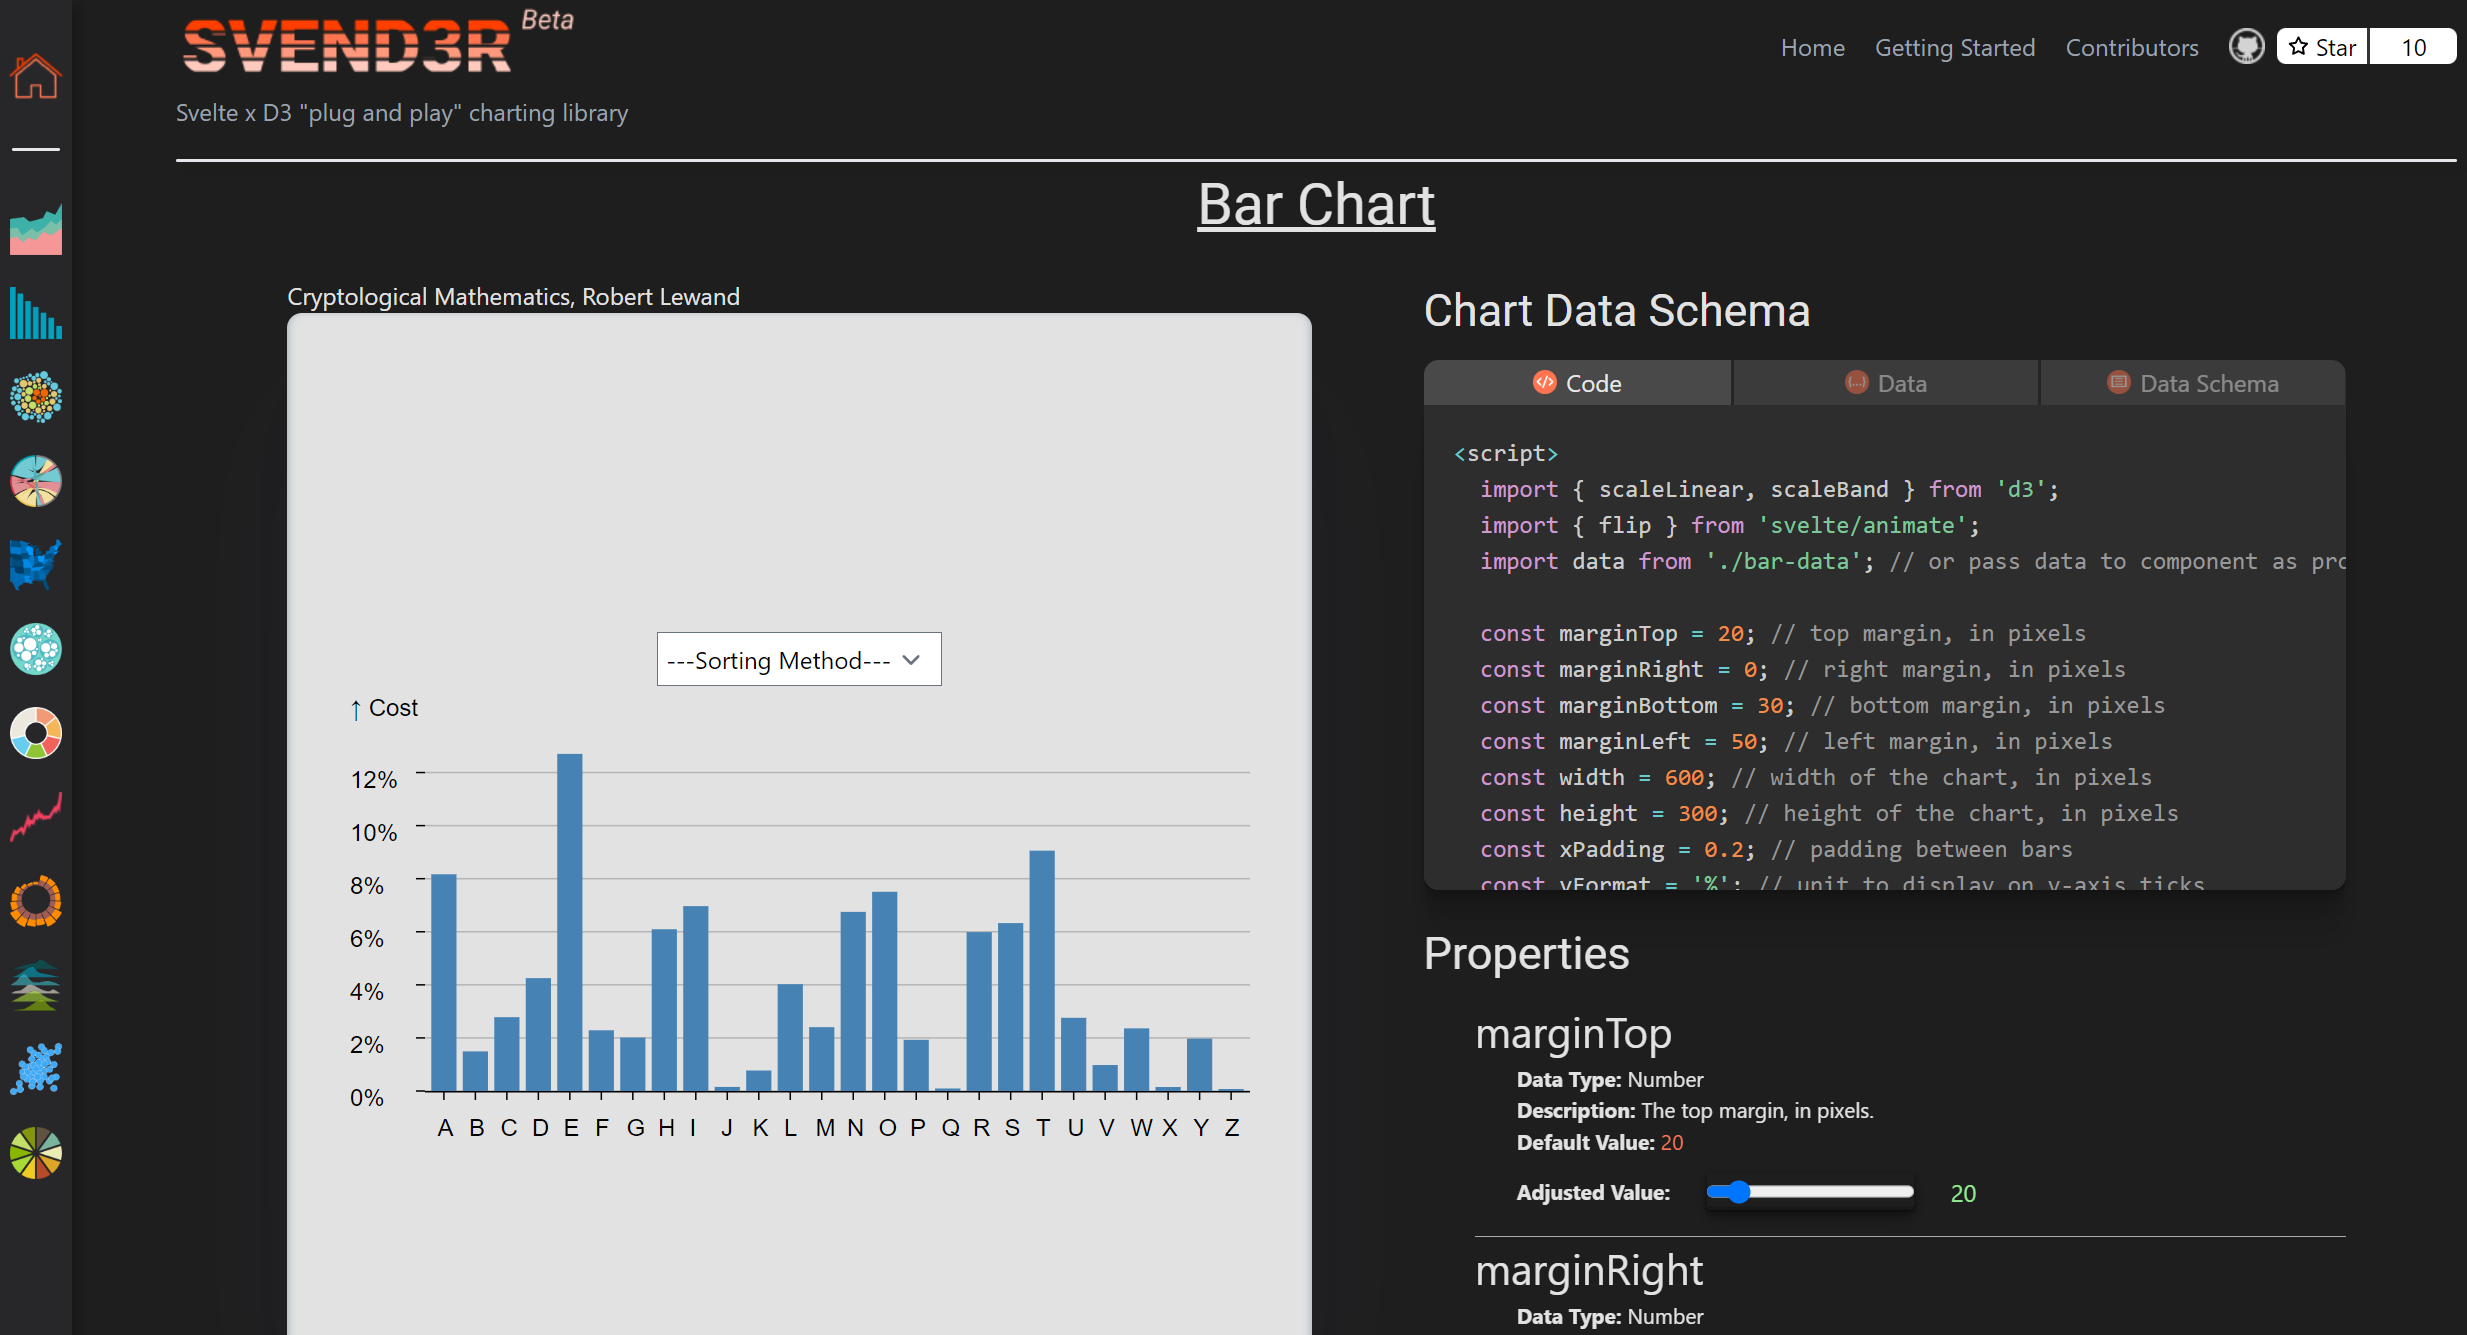 SVEND3R Beta
Home Getting Started Contributors Star 10
Svelte x D3 "plug and play" charting library
Bar Chart
Cryptological Mathematics, Robert Lewand
---Sorting Method---
↑ Cost
12%
10%
8%
6%
4%
2%
0%
A B C D E F G H I J K L M N O P Q R S T U V W X Y Z
Chart Data Schema
Code Data Data Schema
<script>
import { scaleLinear, scaleBand } from 'd3';
import { flip } from 'svelte/animate';
import data from './bar-data'; // or pass data to component as pro
const marginTop = 20; // top margin, in pixels
const marginRight = 0; // right margin, in pixels
const marginBottom = 30; // bottom margin, in pixels
const marginLeft = 50; // left margin, in pixels
const width = 600; // width of the chart, in pixels
const height = 300; // height of the chart, in pixels
const xPadding = 0.2; // padding between bars
const yFormat = '%'; // unit to display on y-axis ticks
Properties
marginTop
Data Type: Number
Description: The top margin, in pixels.
Default Value: 20
Adjusted Value: 20
marginRight
Data Type: Number